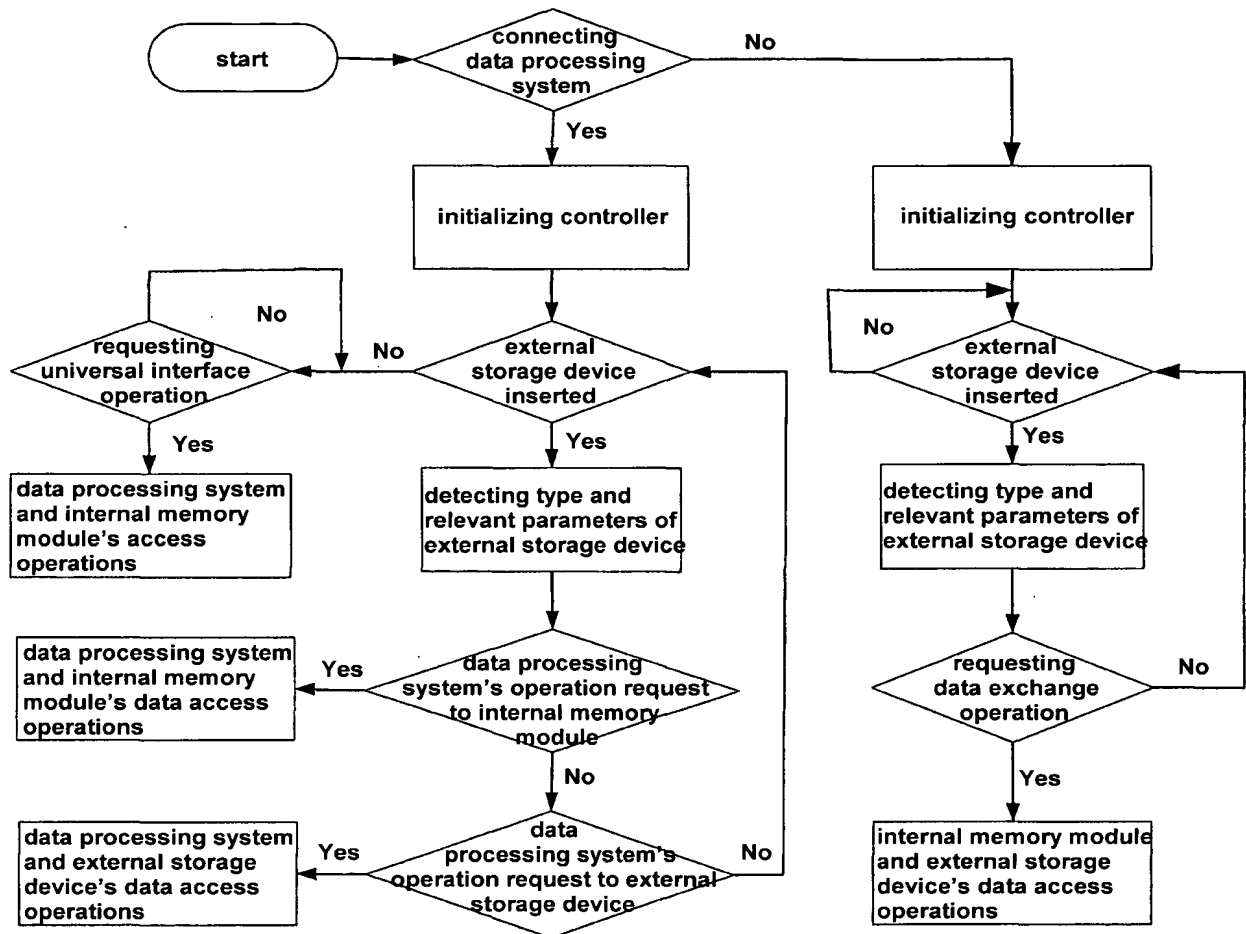 start
connecting
data processing
system
No
Yes
initializing controller
initializing controller
No
requesting
universal interface
operation
No
external
storage device
inserted
No
external
storage device
inserted
Yes
Yes
Yes
data processing system
and internal memory
module's access
operations
detecting type and
relevant parameters of
external storage device
detecting type and
relevant parameters of
external storage device
data processing system
and internal memory
module's data access
operations
Yes
data processing
system's operation request
to internal memory
module
requesting
data exchange
operation
No
No
Yes
data processing system
and external storage
device's data access
operations
Yes
data
processing system's
operation request to external
storage device
No
internal memory module
and external storage
device's data access
operations